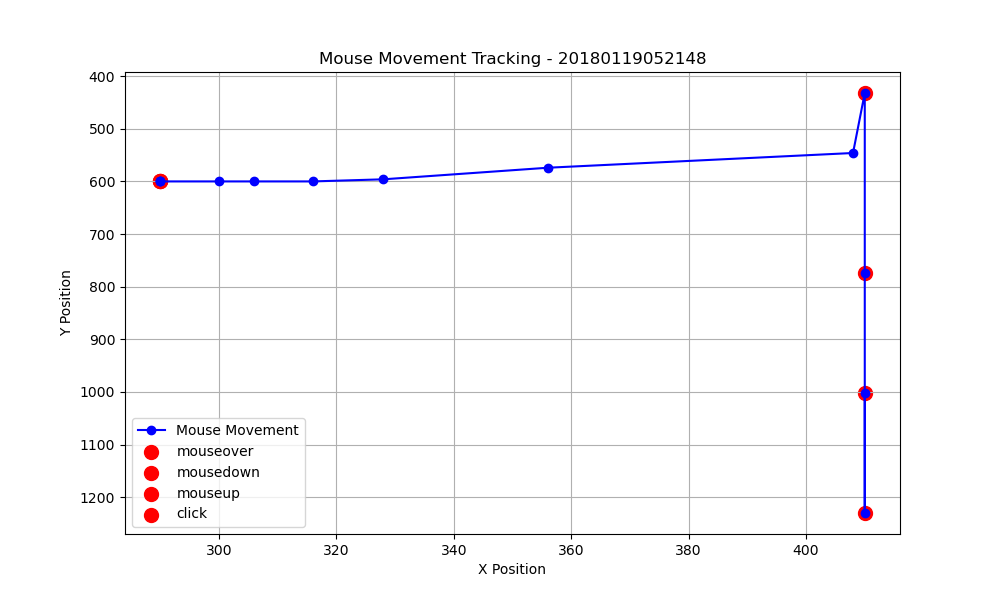 Mouse Movement Tracking - 20180119052148
400
500
600
700
800
900
1000
1100
1200
Y Position
Mouse Movement
mouseover
mousedown
mouseup
click
300
320
340
360
380
400
X Position